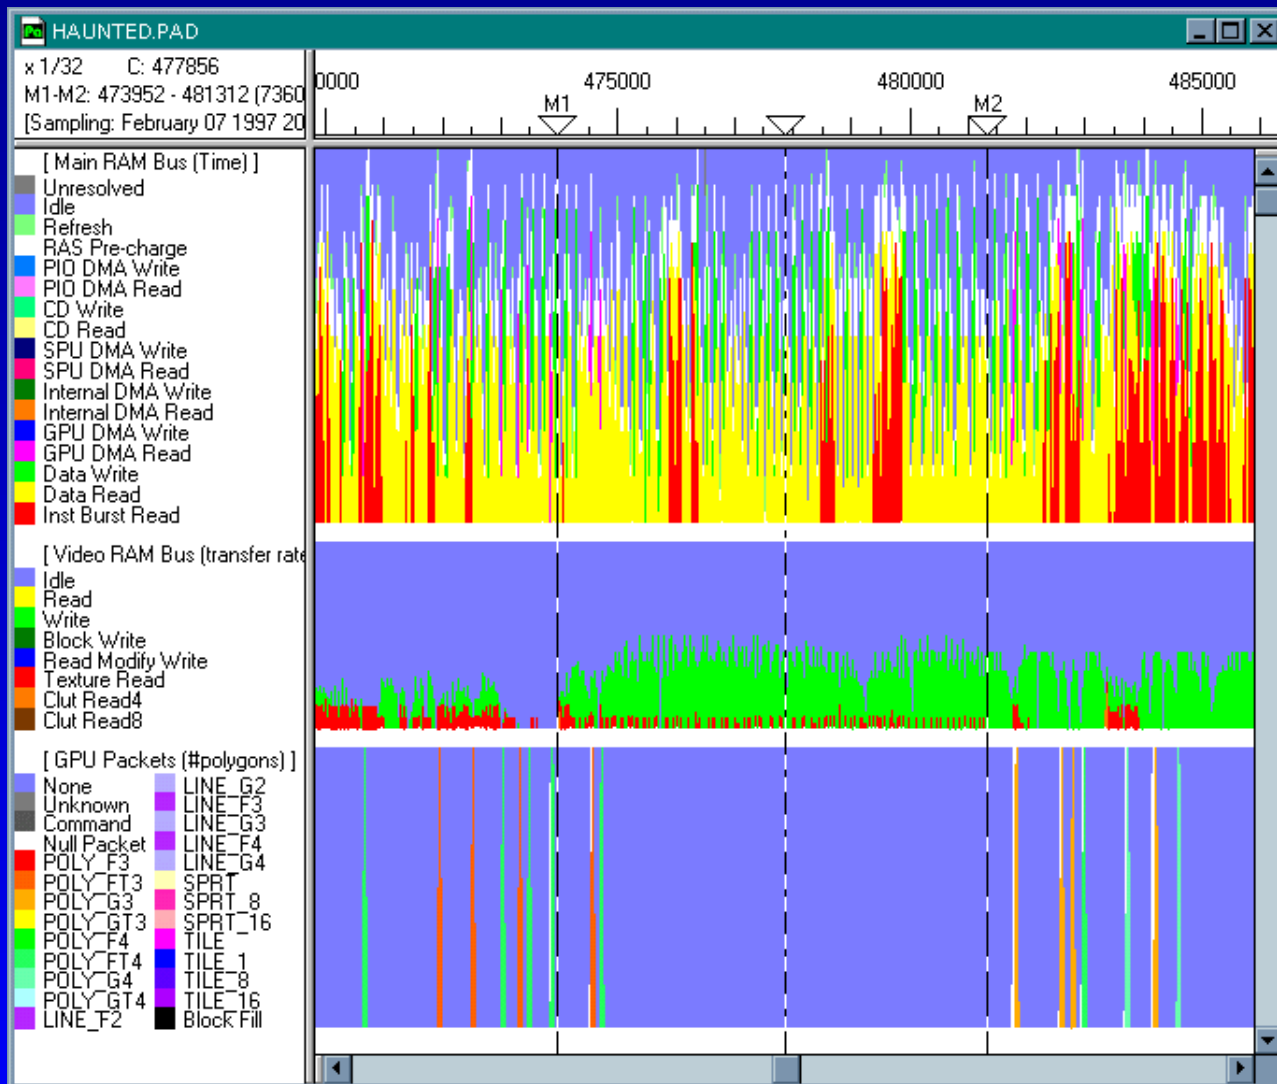 HAUNTED.PAD
x 1/32 C: 477856
M1-M2: 473952 - 481312 (7360
[Sampling: February 07 1997 20
0000 475000 480000 485000
M1 M2
[ Main RAM Bus (Time) ]
Unresolved
Idle
Refresh
RAS Pre-charge
PIO DMA Write
PIO DMA Read
CD Write
CD Read
SPU DMA Write
SPU DMA Read
Internal DMA Write
Internal DMA Read
GPU DMA Write
GPU DMA Read
Data Write
Data Read
Inst Burst Read
[ Video RAM Bus (transfer rate
Idle
Read
Write
Block Write
Read Modify Write
Texture Read
Clut Read4
Clut Read8
[ GPU Packets (#polygons) ]
None LINE_G2
Unknown LINE_F3
Command LINE_G3
Null Packet LINE_F4
POLY_F3 LINE_G4
POLY_FT3 SPRT
POLY_G3 SPRT_8
POLY_GT3 SPRT_16
POLY_F4 TILE
POLY_FT4 TILE_1
POLY_G4 TILE_8
POLY_GT4 TILE_16
LINE_F2 Block Fill